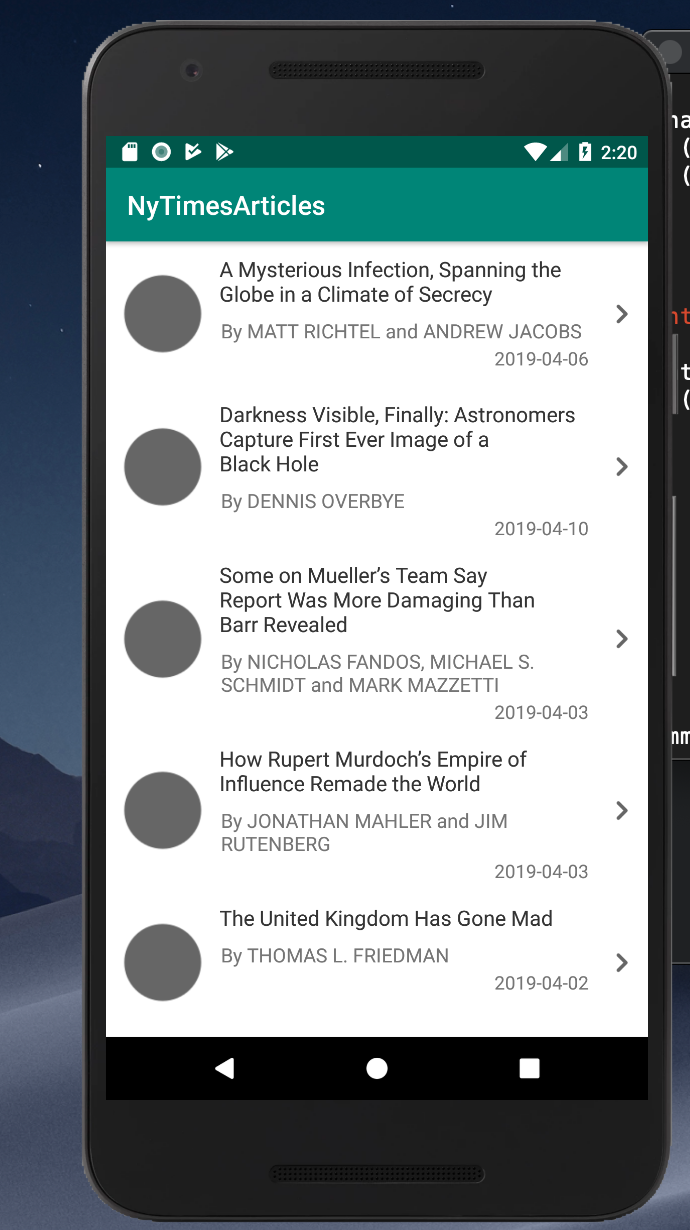 2:20
NyTimesArticles
A Mysterious Infection, Spanning the
Globe in a Climate of Secrecy
By MATT RICHTEL and ANDREW JACOBS
2019-04-06
Darkness Visible, Finally: Astronomers
Capture First Ever Image of a
Black Hole
By DENNIS OVERBYE
2019-04-10
Some on Mueller’s Team Say
Report Was More Damaging Than
Barr Revealed
By NICHOLAS FANDOS, MICHAEL S.
SCHMIDT and MARK MAZZETTI
2019-04-03
How Rupert Murdoch’s Empire of
Influence Remade the World
By JONATHAN MAHLER and JIM
RUTENBERG
2019-04-03
The United Kingdom Has Gone Mad
By THOMAS L. FRIEDMAN
2019-04-02